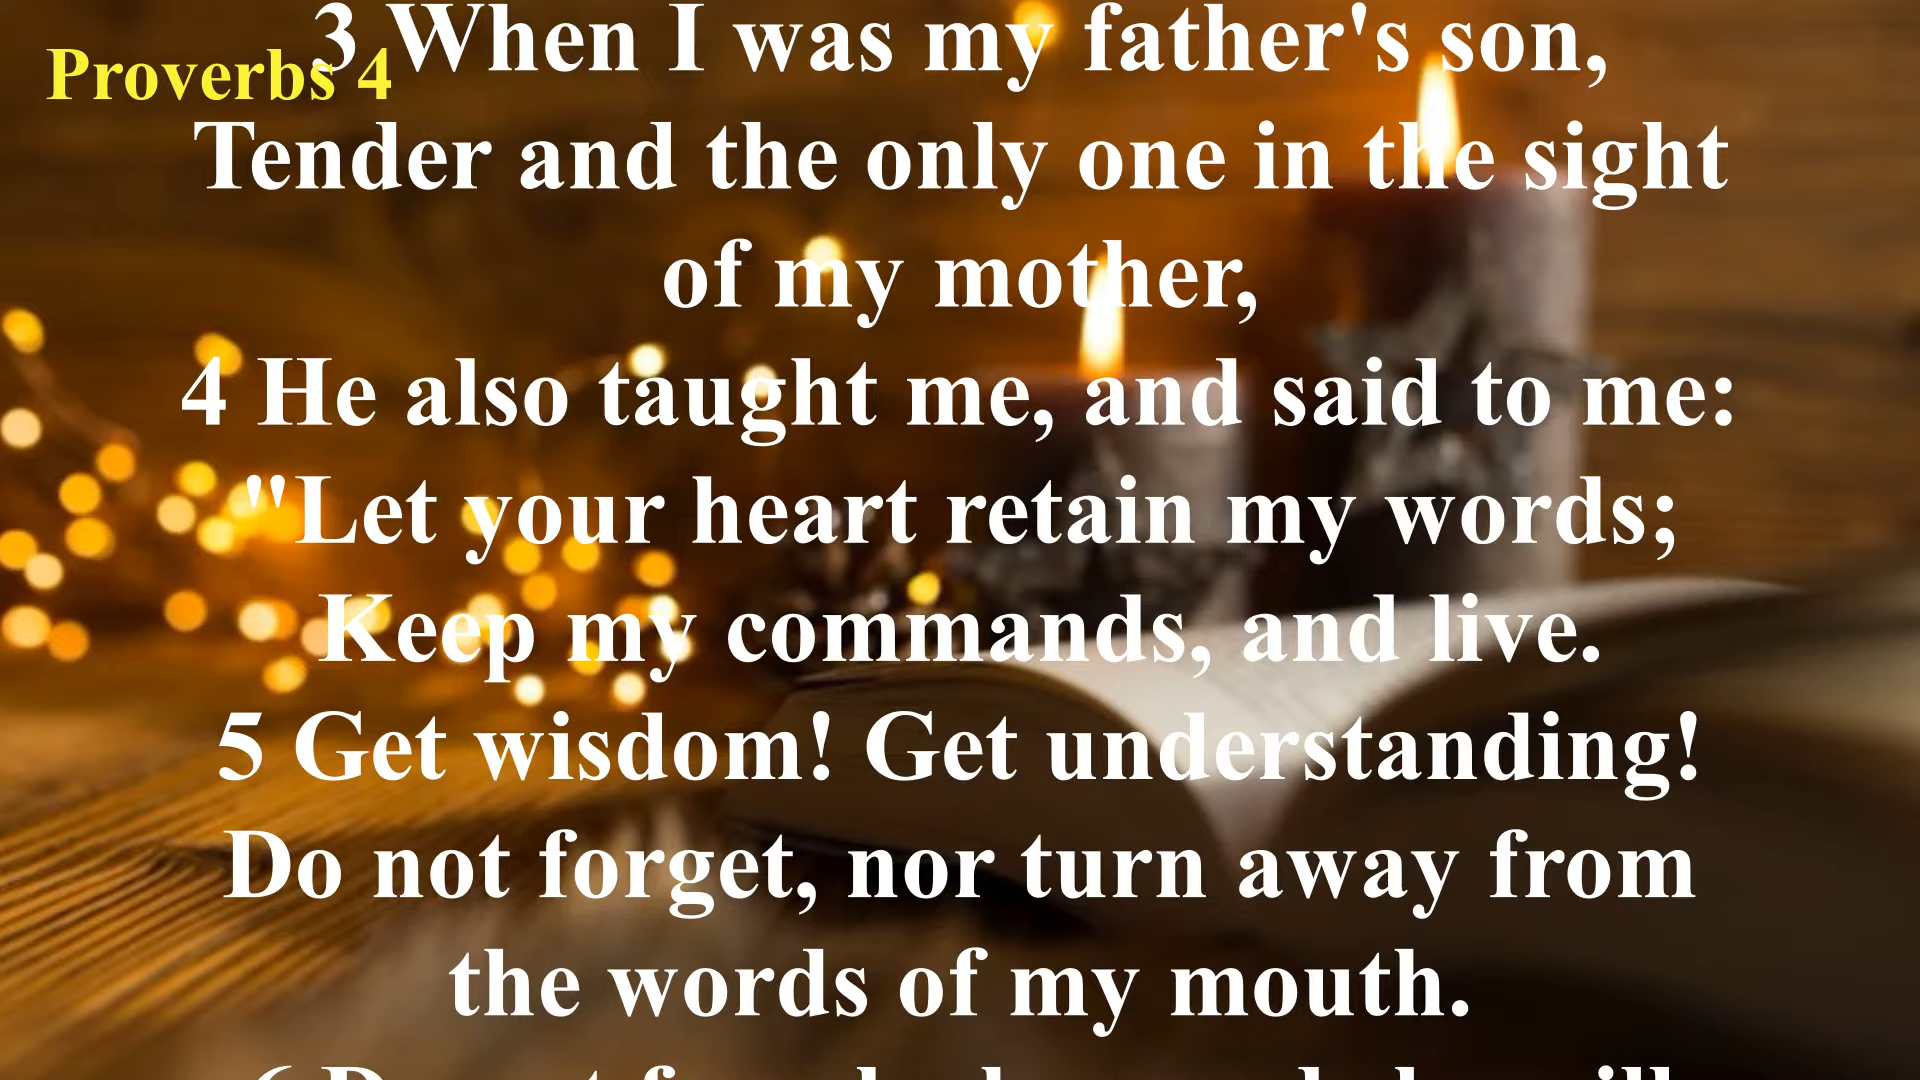 Proverbs 4
3 When I was my father's son,
Tender and the only one in the sight
of my mother,
4 He also taught me, and said to me:
"Let your heart retain my words;
Keep my commands, and live.
5 Get wisdom! Get understanding!
Do not forget, nor turn away from
the words of my mouth.